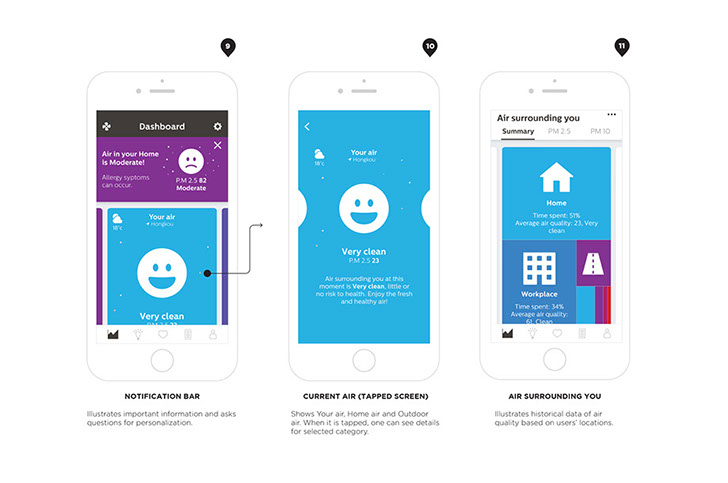 9
10
11
Dashboard
Air in your Home
is Moderate!
Allergy syptoms
can occur.
P.M 2.5 82
Moderate
18°c
Your air
Hongkou
Very clean
P.M 2.5 23
18°c
Your air
Hongkou
Very clean
P.M 2.5 23
Air surrounding you at this
moment is Very clean, little or
no risk to health. Enjoy the fresh
and healthy air!
Air surrounding you
Summary PM 2.5 PM 10
Home
Time spent: 51%
Average air quality: 23, Very
clean
Workplace
Time spent: 34%
Average air quality:
61, Clean
NOTIFICATION BAR
Illustrates important information and asks
questions for personalization.
CURRENT AIR (TAPPED SCREEN)
Shows Your air, Home air and Outdoor
air. When it is tapped, one can see details
for selected category.
AIR SURROUNDING YOU
Illustrates historical data of air
quality based on users' locations.